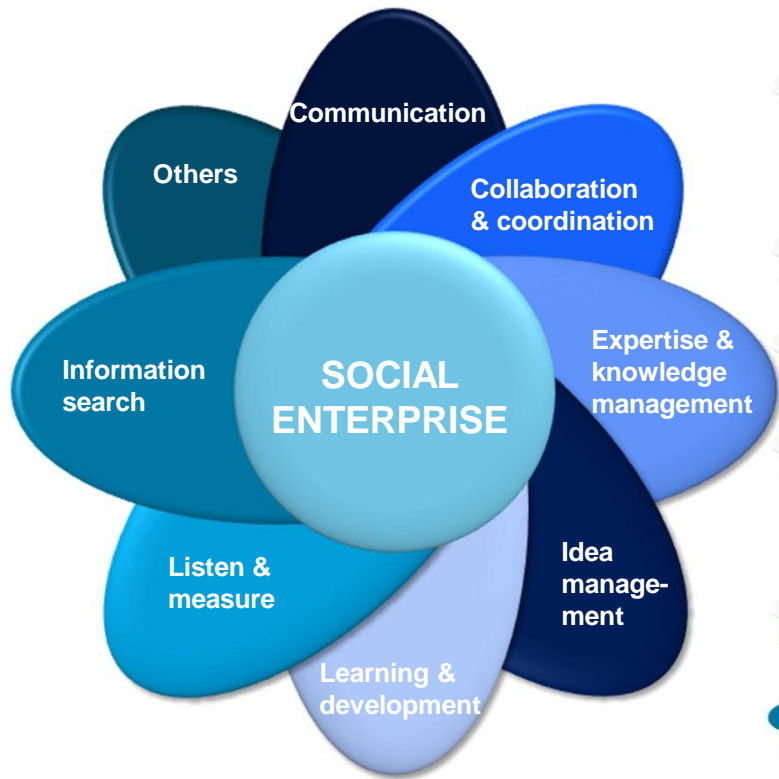 Communication
Collaboration
& coordination
Expertise &
knowledge
management
Idea
manage-
ment
Learning &
development
Listen &
measure
Information
search
Others
SOCIAL
ENTERPRISE